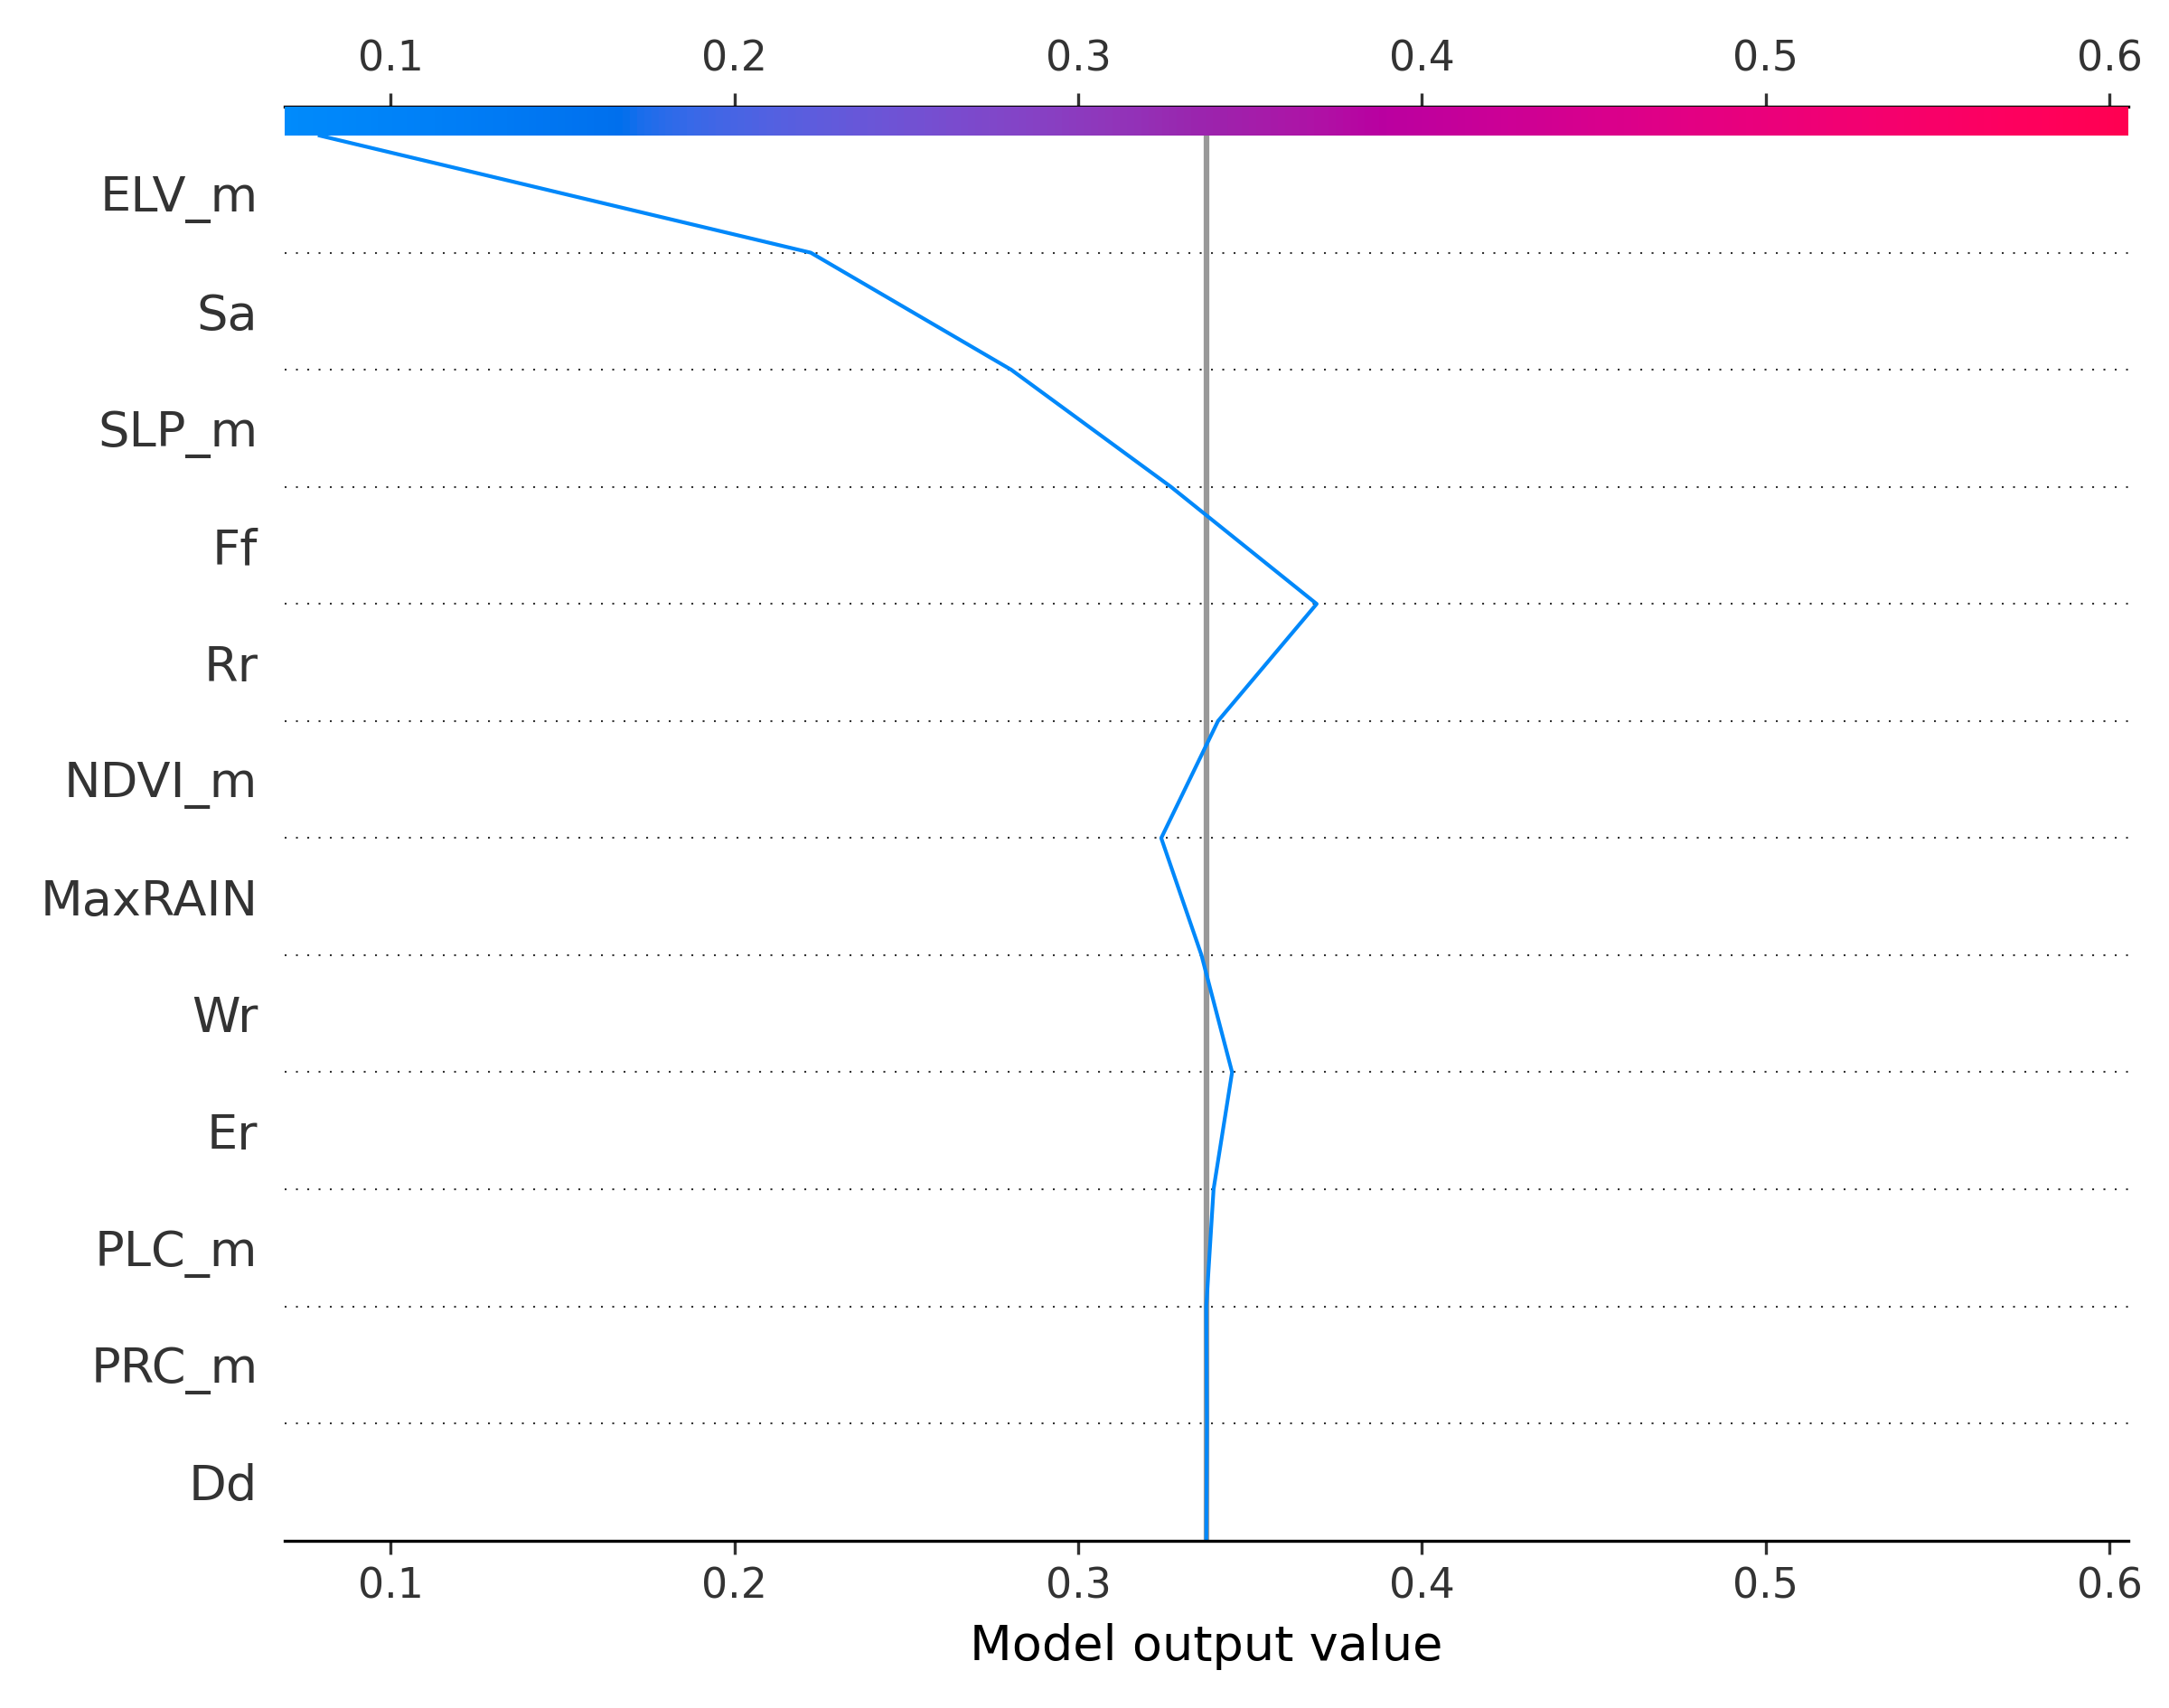 0.1 0.2 0.3 0.4 0.5 0.6
ELV_m
Sa
SLP_m
Ff
Rr
NDVI_m
MaxRAIN
Wr
Er
PLC_m
PRC_m
Dd
0.1 0.2 0.3 0.4 0.5 0.6
Model output value